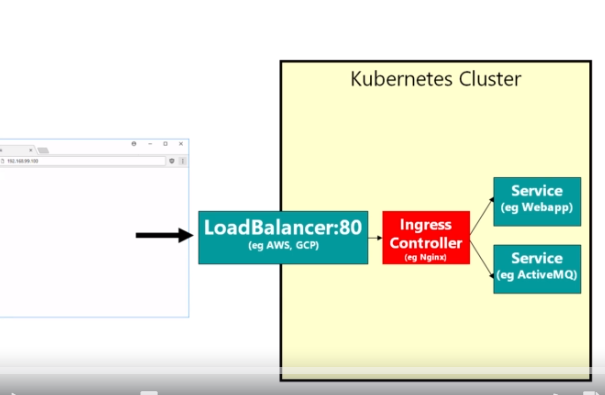 Kubernetes Cluster
192.168.99.100
LoadBalancer:80
(eg AWS, GCP)
Ingress
Controller
(eg Nginx)
Service
(eg Webapp)
Service
(eg ActiveMQ)